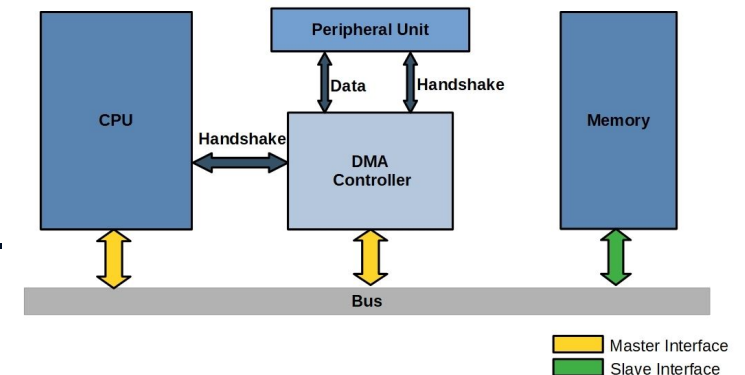 Peripheral Unit
Data
Handshake
CPU
Handshake
DMA
Controller
Memory
Bus
Master Interface
Slave Interface